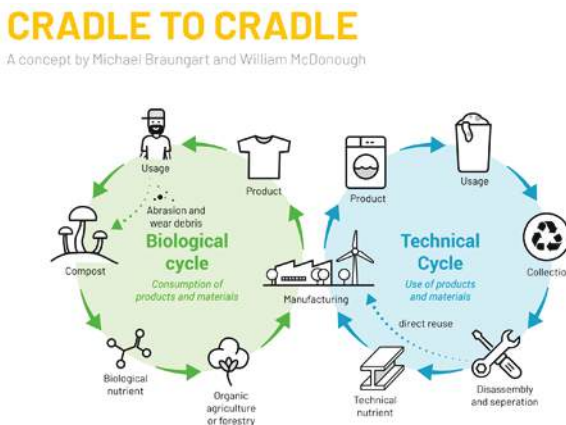 CRADLE TO CRADLE
A concept by Michael Braungart and William McDonough
Usage
Product
Abrasion and
wear debris
Biological
cycle
Consumption of
products and materials
Compost
Biological
nutrient
Organic
agriculture
or forestry
Manufacturing
Product
Usage
Technical
Cycle
Use of products
and materials
Collection
direct reuse
Disassembly
and seperation
Technical
nutrient